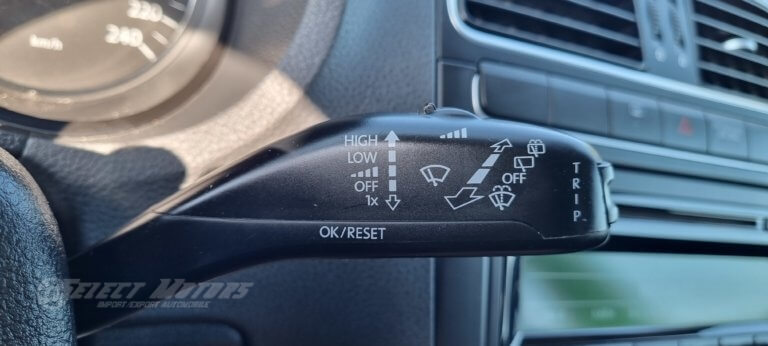 220
240
km/h
HIGH
LOW
OFF
1x
OFF
TRIP
OK/RESET
SELECT MOTORS
IMPORT/EXPORT AUTOMOBILE